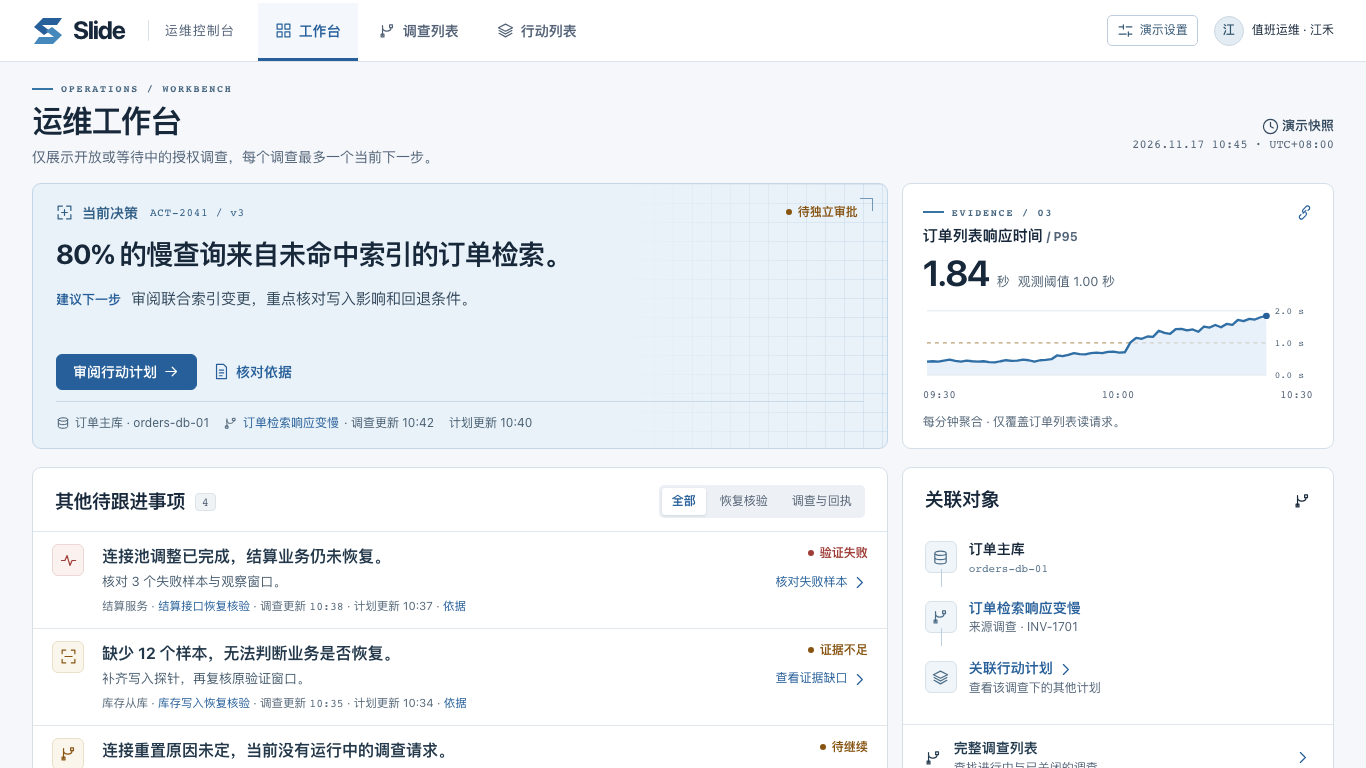 Slide
运维控制台
工作台
调查列表
行动列表
演示设置
江
值班运维 · 江禾
OPERATIONS / WORKBENCH
运维工作台
仅展示开放或等待中的授权调查，每个调查最多一个当前下一步。
演示快照
2026.11.17 10:45 · UTC+08:00
当前决策 ACT-2041 / v3
待独立审批
80% 的慢查询来自未命中索引的订单检索。
建议下一步 审阅联合索引变更，重点核对写入影响和回退条件。
审阅行动计划
核对依据
订单主库 · orders-db-01 订单检索响应变慢 · 调查更新 10:42 计划更新 10:40
EVIDENCE / 03
订单列表响应时间 / P95
1.84 秒 观测阈值 1.00 秒
2.0 s
1.0 s
0.0 s
09:30 10:00 10:30
每分钟聚合 · 仅覆盖订单列表读请求。
其他待跟进事项 4
全部 恢复核验 调查与回执
连接池调整已完成，结算业务仍未恢复。
验证失败
核对 3 个失败样本与观察窗口。
核对失败样本
结算服务 · 结算接口恢复核验 · 调查更新 10:38 · 计划更新 10:37 · 依据
缺少 12 个样本，无法判断业务是否恢复。
证据不足
补齐写入探针，再复核原验证窗口。
查看证据缺口
库存从库 · 库存写入恢复核验 · 调查更新 10:35 · 计划更新 10:34 · 依据
连接重置原因未定，当前没有运行中的调查请求。
待继续
关联对象
订单主库
orders-db-01
订单检索响应变慢
来源调查 · INV-1701
关联行动计划
查看该调查下的其他计划
完整调查列表
查找进行中与已关闭的调查